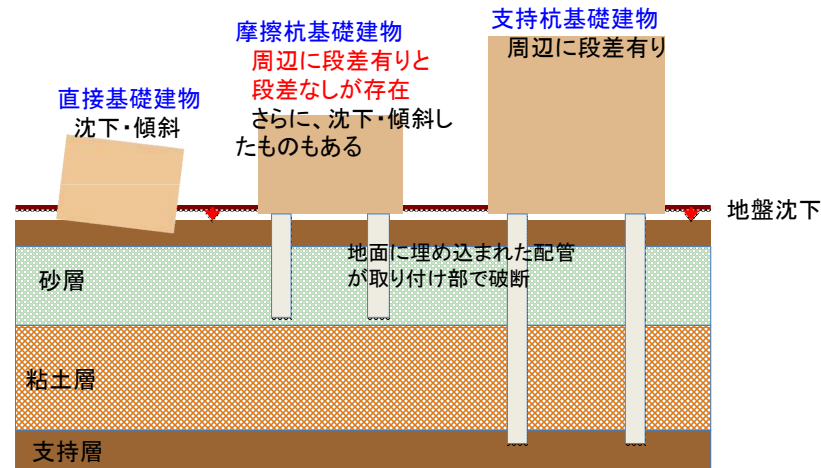 直接基礎建物
沈下・傾斜
摩擦杭基礎建物
周辺に段差有りと
段差なしが存在
さらに、沈下・傾斜し
たものもある
支持杭基礎建物
周辺に段差有り
地盤沈下
地面に埋め込まれた配管
が取り付け部で破断
砂層
粘土層
支持層